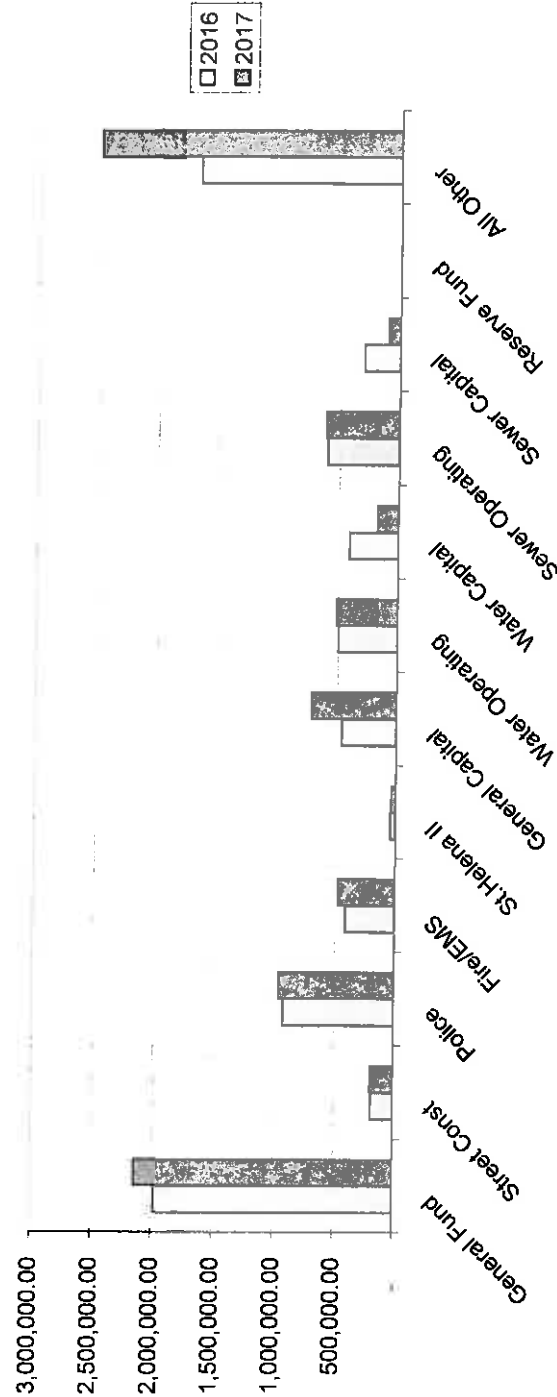 3,000,000.00
2,500,000.00
2,000,000.00
1,500,000.00
1,000,000.00
500,000.00
-
General Fund
Street Const
Police
Fire/EMS
St.Helena II
General Capital
Water Operating
Water Capital
Sewer Operating
Sewer Capital
Reserve Fund
All Other
2016
2017